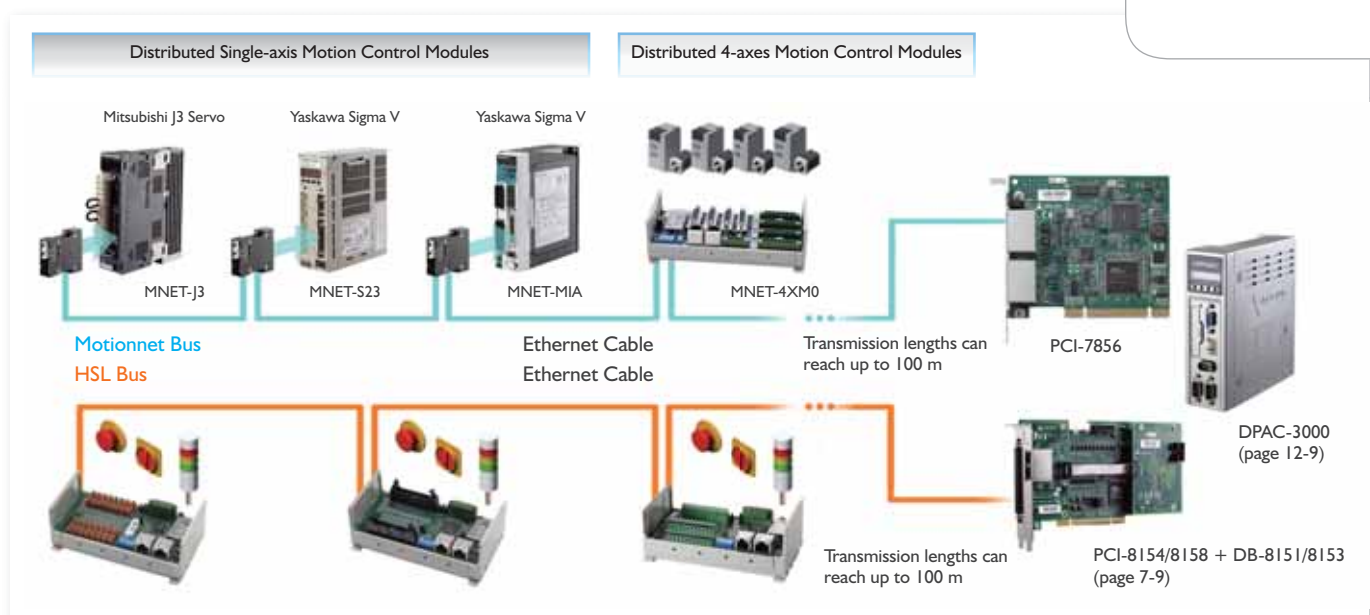 Distributed Single-axis Motion Control Modules
Distributed 4-axes Motion Control Modules
Mitsubishi J3 Servo
Yaskawa Sigma V
Yaskawa Sigma V
MNET-J3
MNET-S23
MNET-MIA
MNET-4XM0
Motionnet Bus
Ethernet Cable
Transmission lengths can
reach up to 100 m
PCI-7856
HSL Bus
Ethernet Cable
DPAC-3000
(page 12-9)
Transmission lengths can
reach up to 100 m
PCI-8154/8158 + DB-8151/8153
(page 7-9)